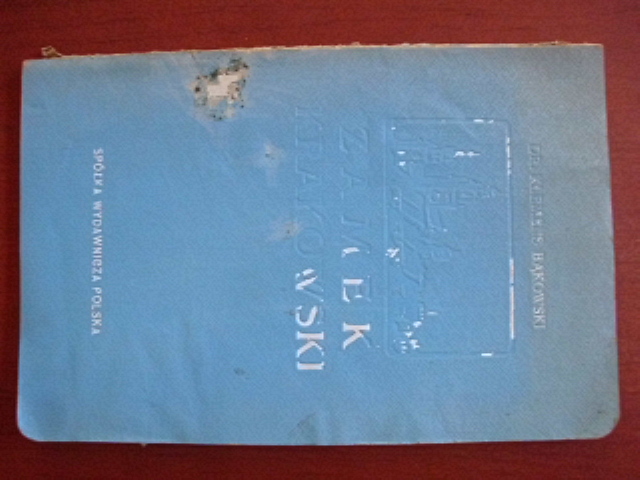 DR KLEMENS BĄKOWSKI
ZAMEK
KRAKOWSKI
SPÓŁKA WYDAWNICZA POLSKA